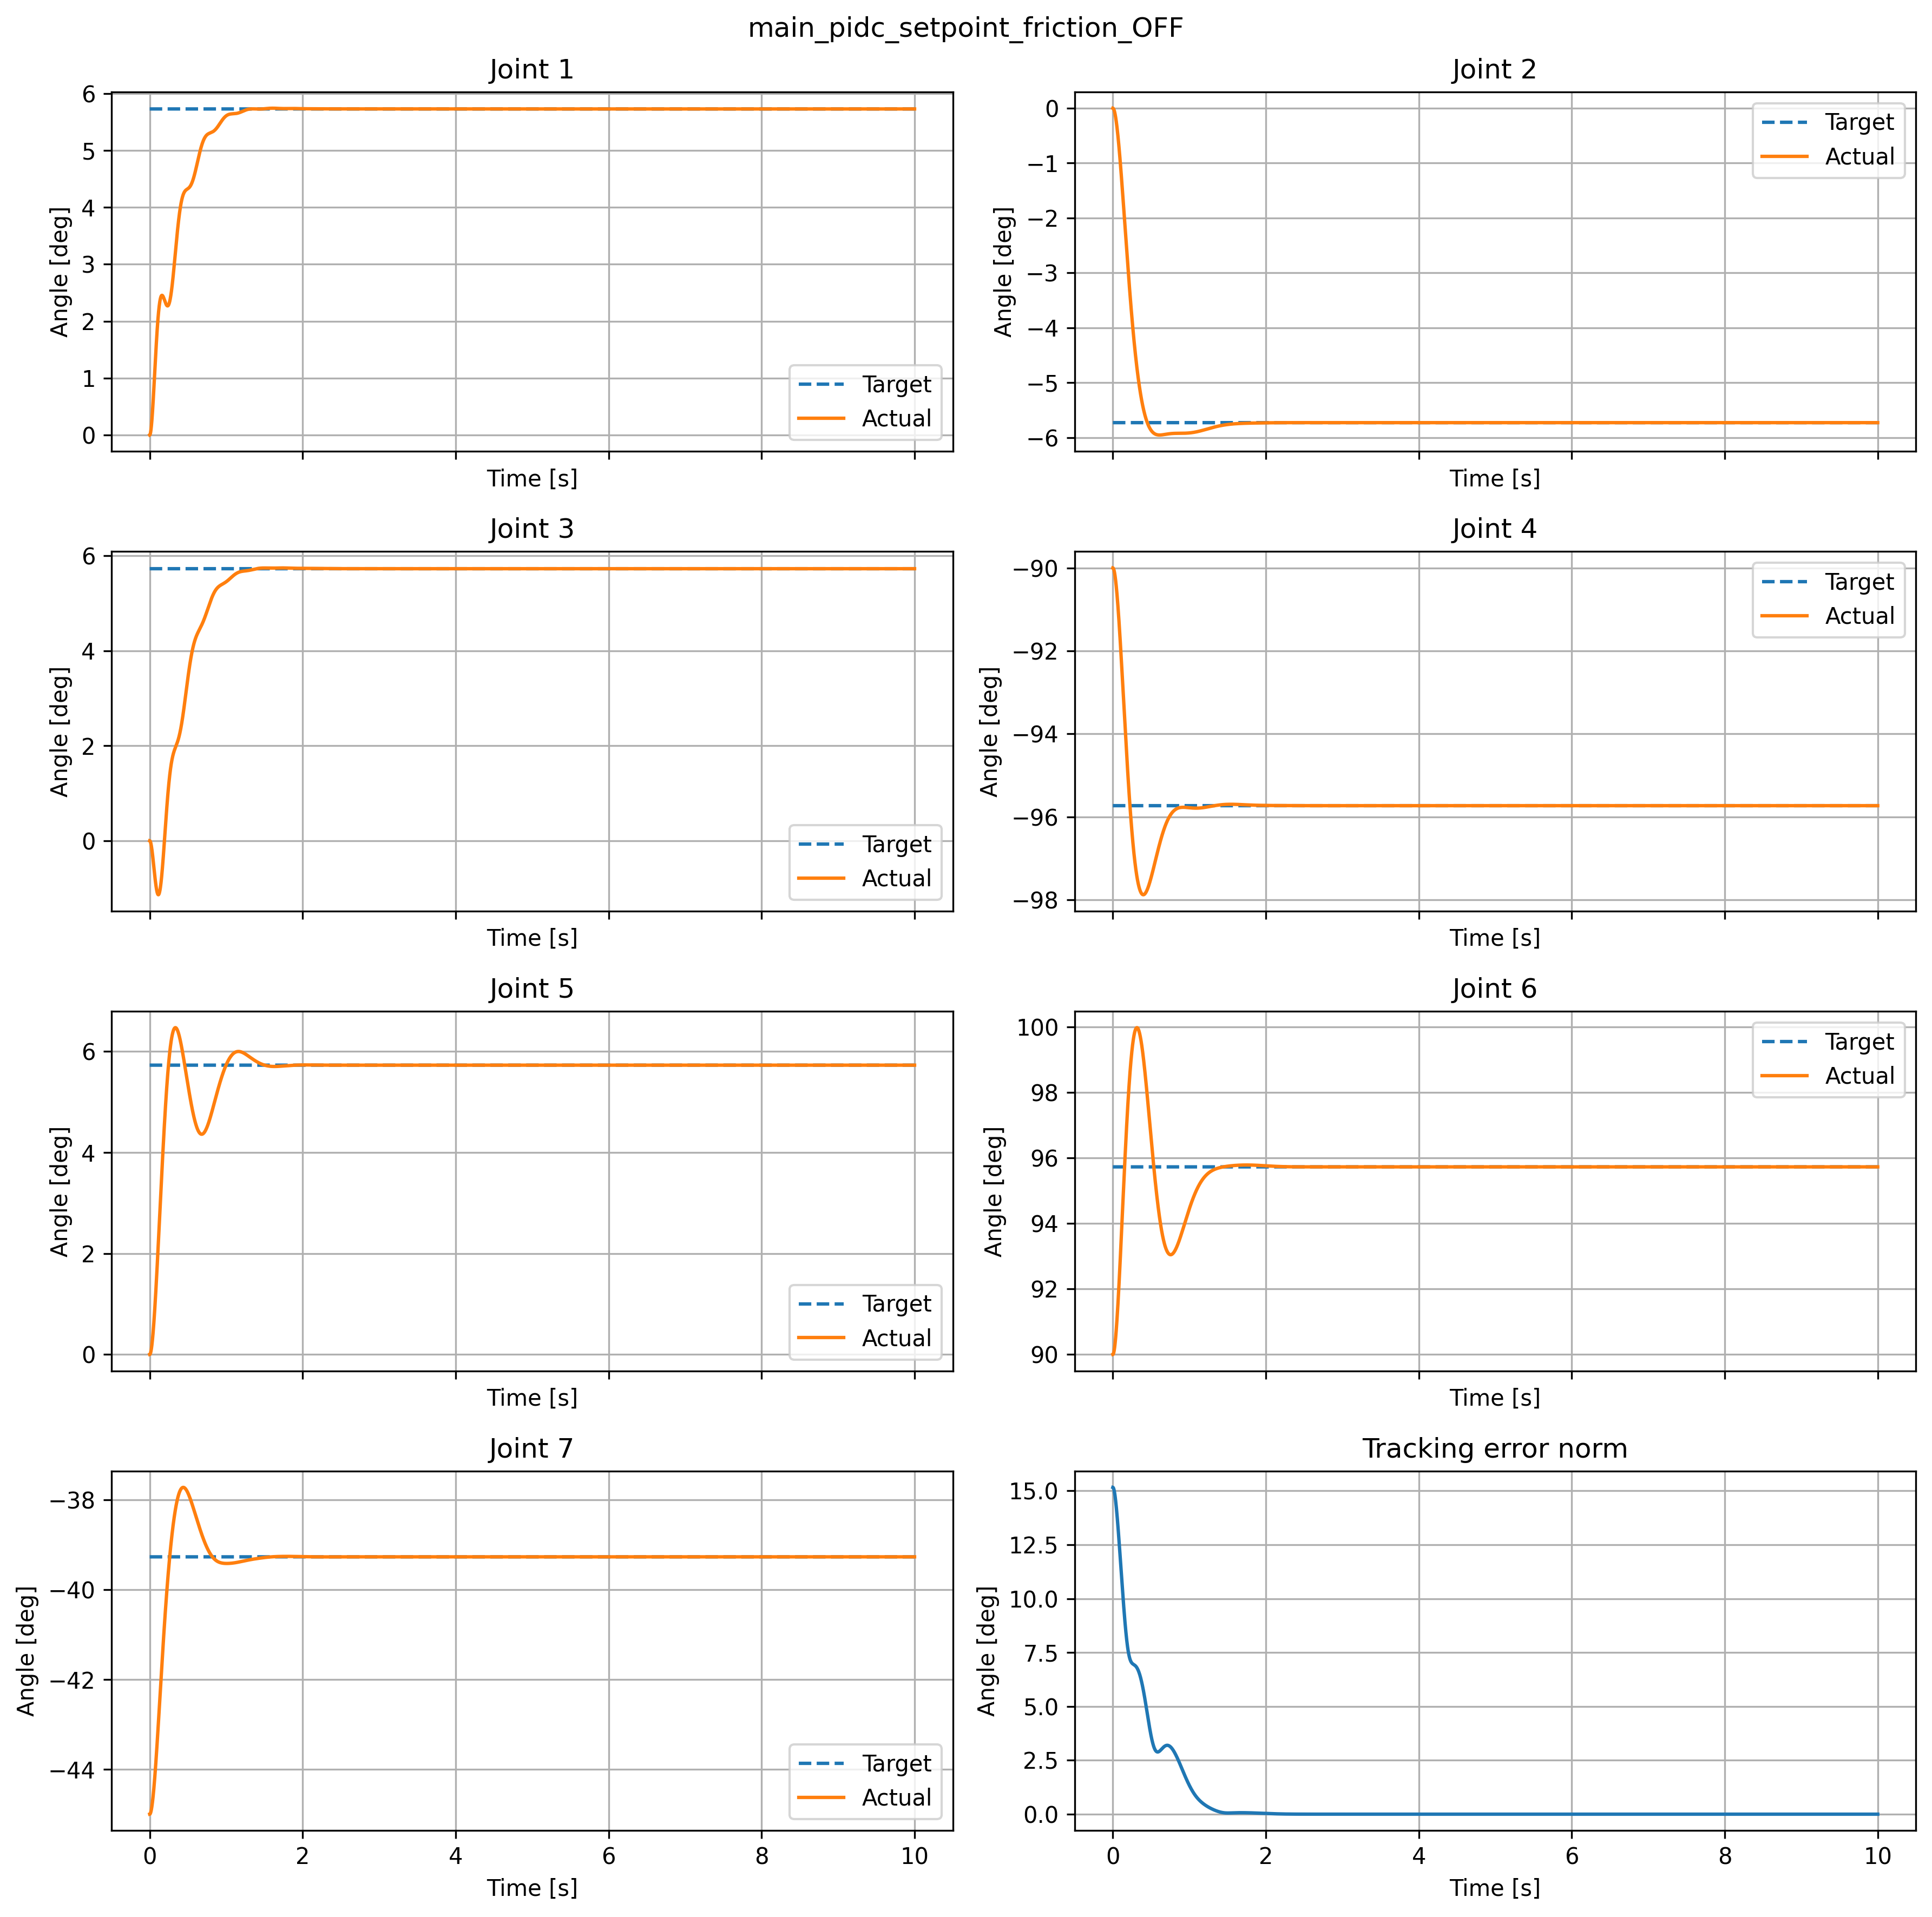 main_pidc_setpoint_friction_OFF
Joint 1
6
5
4
3
2
1
0
Angle [deg]
Target
Actual
Time [s]
Joint 2
0
−1
−2
−3
−4
−5
−6
Angle [deg]
Target
Actual
Time [s]
Joint 3
6
4
2
0
Angle [deg]
Target
Actual
Time [s]
Joint 4
−90
−92
−94
−96
−98
Angle [deg]
Target
Actual
Time [s]
Joint 5
6
4
2
0
Angle [deg]
Target
Actual
Time [s]
Joint 6
100
98
96
94
92
90
Angle [deg]
Target
Actual
Time [s]
Joint 7
−38
−40
−42
−44
Angle [deg]
Target
Actual
0 2 4 6 8 10
Time [s]
Tracking error norm
15.0
12.5
10.0
7.5
5.0
2.5
0.0
Angle [deg]
0 2 4 6 8 10
Time [s]